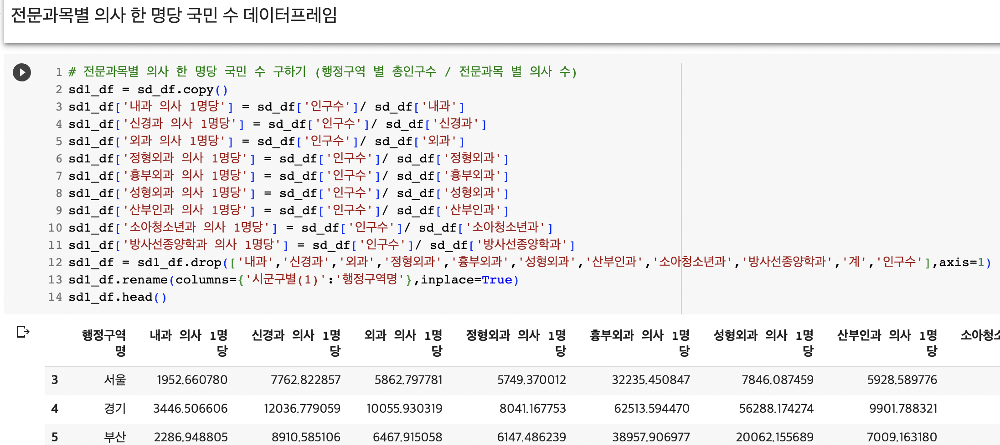 전문과목별 의사 한 명당 국민 수 데이터프레임
1 # 전문과목별 의사 한 명당 국민 수 구하기 (행정구역 별 총인구수 / 전문과목 별 의사 수)
2 sd1_df = sd_df.copy()
3 sd1_df['내과 의사 1명당'] = sd_df['인구수']/ sd_df['내과']
4 sd1_df['신경과 의사 1명당'] = sd_df['인구수']/ sd_df['신경과']
5 sd1_df['외과 의사 1명당'] = sd_df['인구수']/ sd_df['외과']
6 sd1_df['정형외과 의사 1명당'] = sd_df['인구수']/ sd_df['정형외과']
7 sd1_df['흉부외과 의사 1명당'] = sd_df['인구수']/ sd_df['흉부외과']
8 sd1_df['성형외과 의사 1명당'] = sd_df['인구수']/ sd_df['성형외과']
9 sd1_df['산부인과 의사 1명당'] = sd_df['인구수']/ sd_df['산부인과']
10 sd1_df['소아청소년과 의사 1명당'] = sd_df['인구수']/ sd_df['소아청소년과']
11 sd1_df['방사선종양학과 의사 1명당'] = sd_df['인구수']/ sd_df['방사선종양학과']
12 sd1_df = sd1_df.drop(['내과','신경과','외과','정형외과','흉부외과','성형외과','산부인과','소아청소년과','방사선종양학과','계','인구수'],axis=1)
13 sd1_df.rename(columns={'시군구별(1)':'행정구역명'},inplace=True)
14 sd1_df.head()
행정구역 내과 의사 1명 신경과 의사 1명 외과 의사 1명 정형외과 의사 1명 흉부외과 의사 1명 성형외과 의사 1명 산부인과 의사 1명 소아청소
명 당 당 당 당 당 당 당
3 서울 1952.660780 7762.822857 5862.797781 5749.370012 32235.450847 7846.087459 5928.589776
4 경기 3446.506606 12036.779059 10055.930319 8041.167753 62513.594470 56288.174274 9901.788321
5 부산 2286.948805 8910.585106 6467.915058 6147.486239 38957.906977 20062.155689 7009.163180